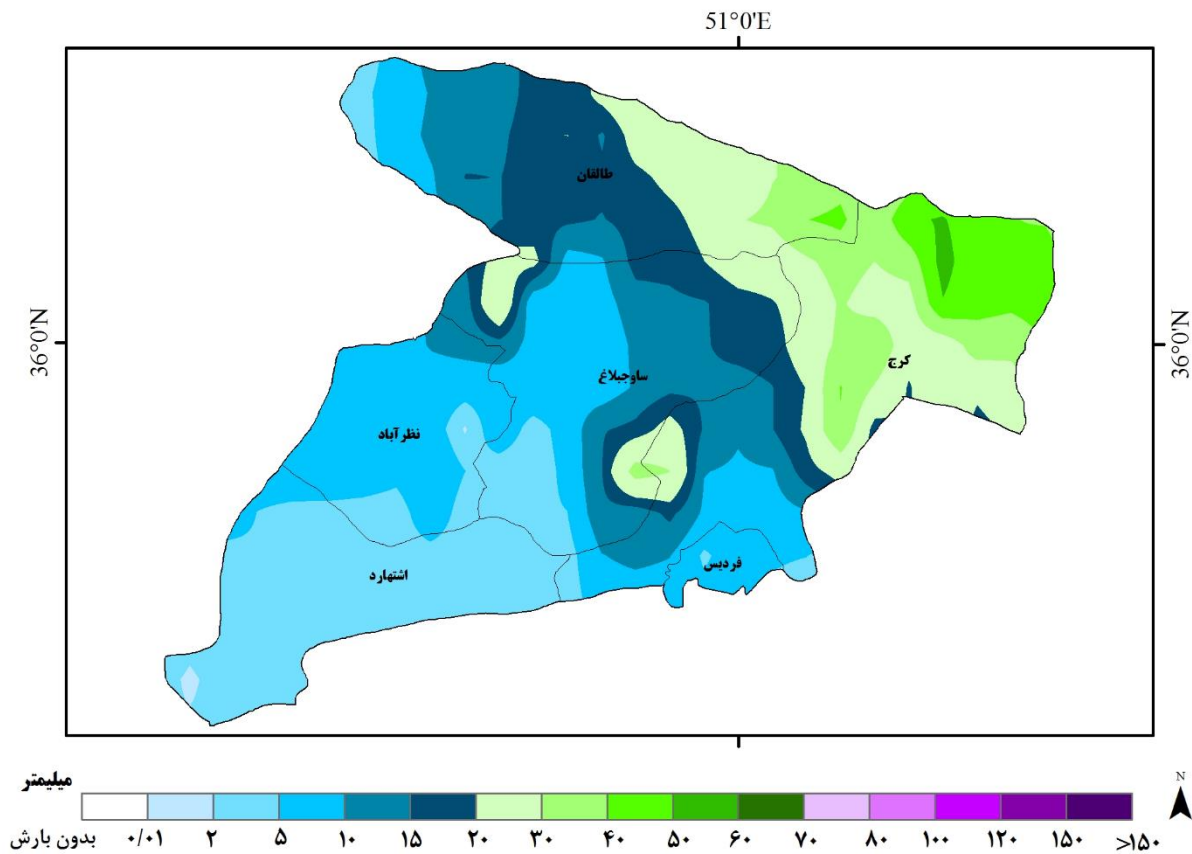 51°0'E
36°0'N
36°0'N
طالقان
کرج
ساوجبلاغ
نظرآباد
فردیس
اشتهارد
میلیمتر
N
بدون بارش ۰/۰۱ ۲ ۵ ۱۰ ۱۵ ۲۰ ۳۰ ۴۰ ۵۰ ۶۰ ۷۰ ۸۰ ۱۰۰ ۱۲۰ ۱۵۰ >۱۵۰